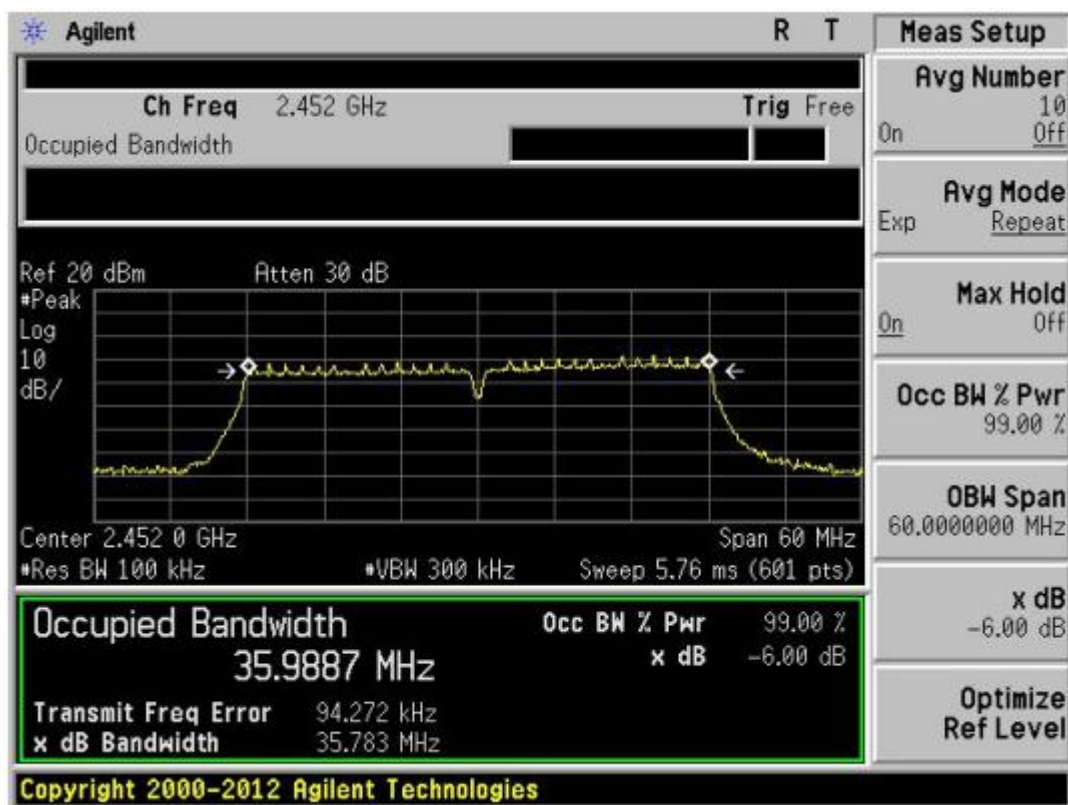 Agilent R T
Ch Freq 2.452 GHz Trig Free
Occupied Bandwidth
Ref 20 dBm Atten 30 dB
#Peak
Log
10
dB/
Center 2.452 0 GHz Span 60 MHz
#Res BW 100 kHz #VBW 300 kHz Sweep 5.76 ms (601 pts)
Occupied Bandwidth Occ BW % Pwr 99.00 %
35.9887 MHz x dB -6.00 dB
Transmit Freq Error 94.272 kHz
x dB Bandwidth 35.783 MHz
Copyright 2000-2012 Agilent Technologies
Meas Setup
Avg Number
10
On Off
Avg Mode
Exp Repeat
Max Hold
On Off
Occ BW % Pwr
99.00 %
OBW Span
60.0000000 MHz
x dB
-6.00 dB
Optimize
Ref Level